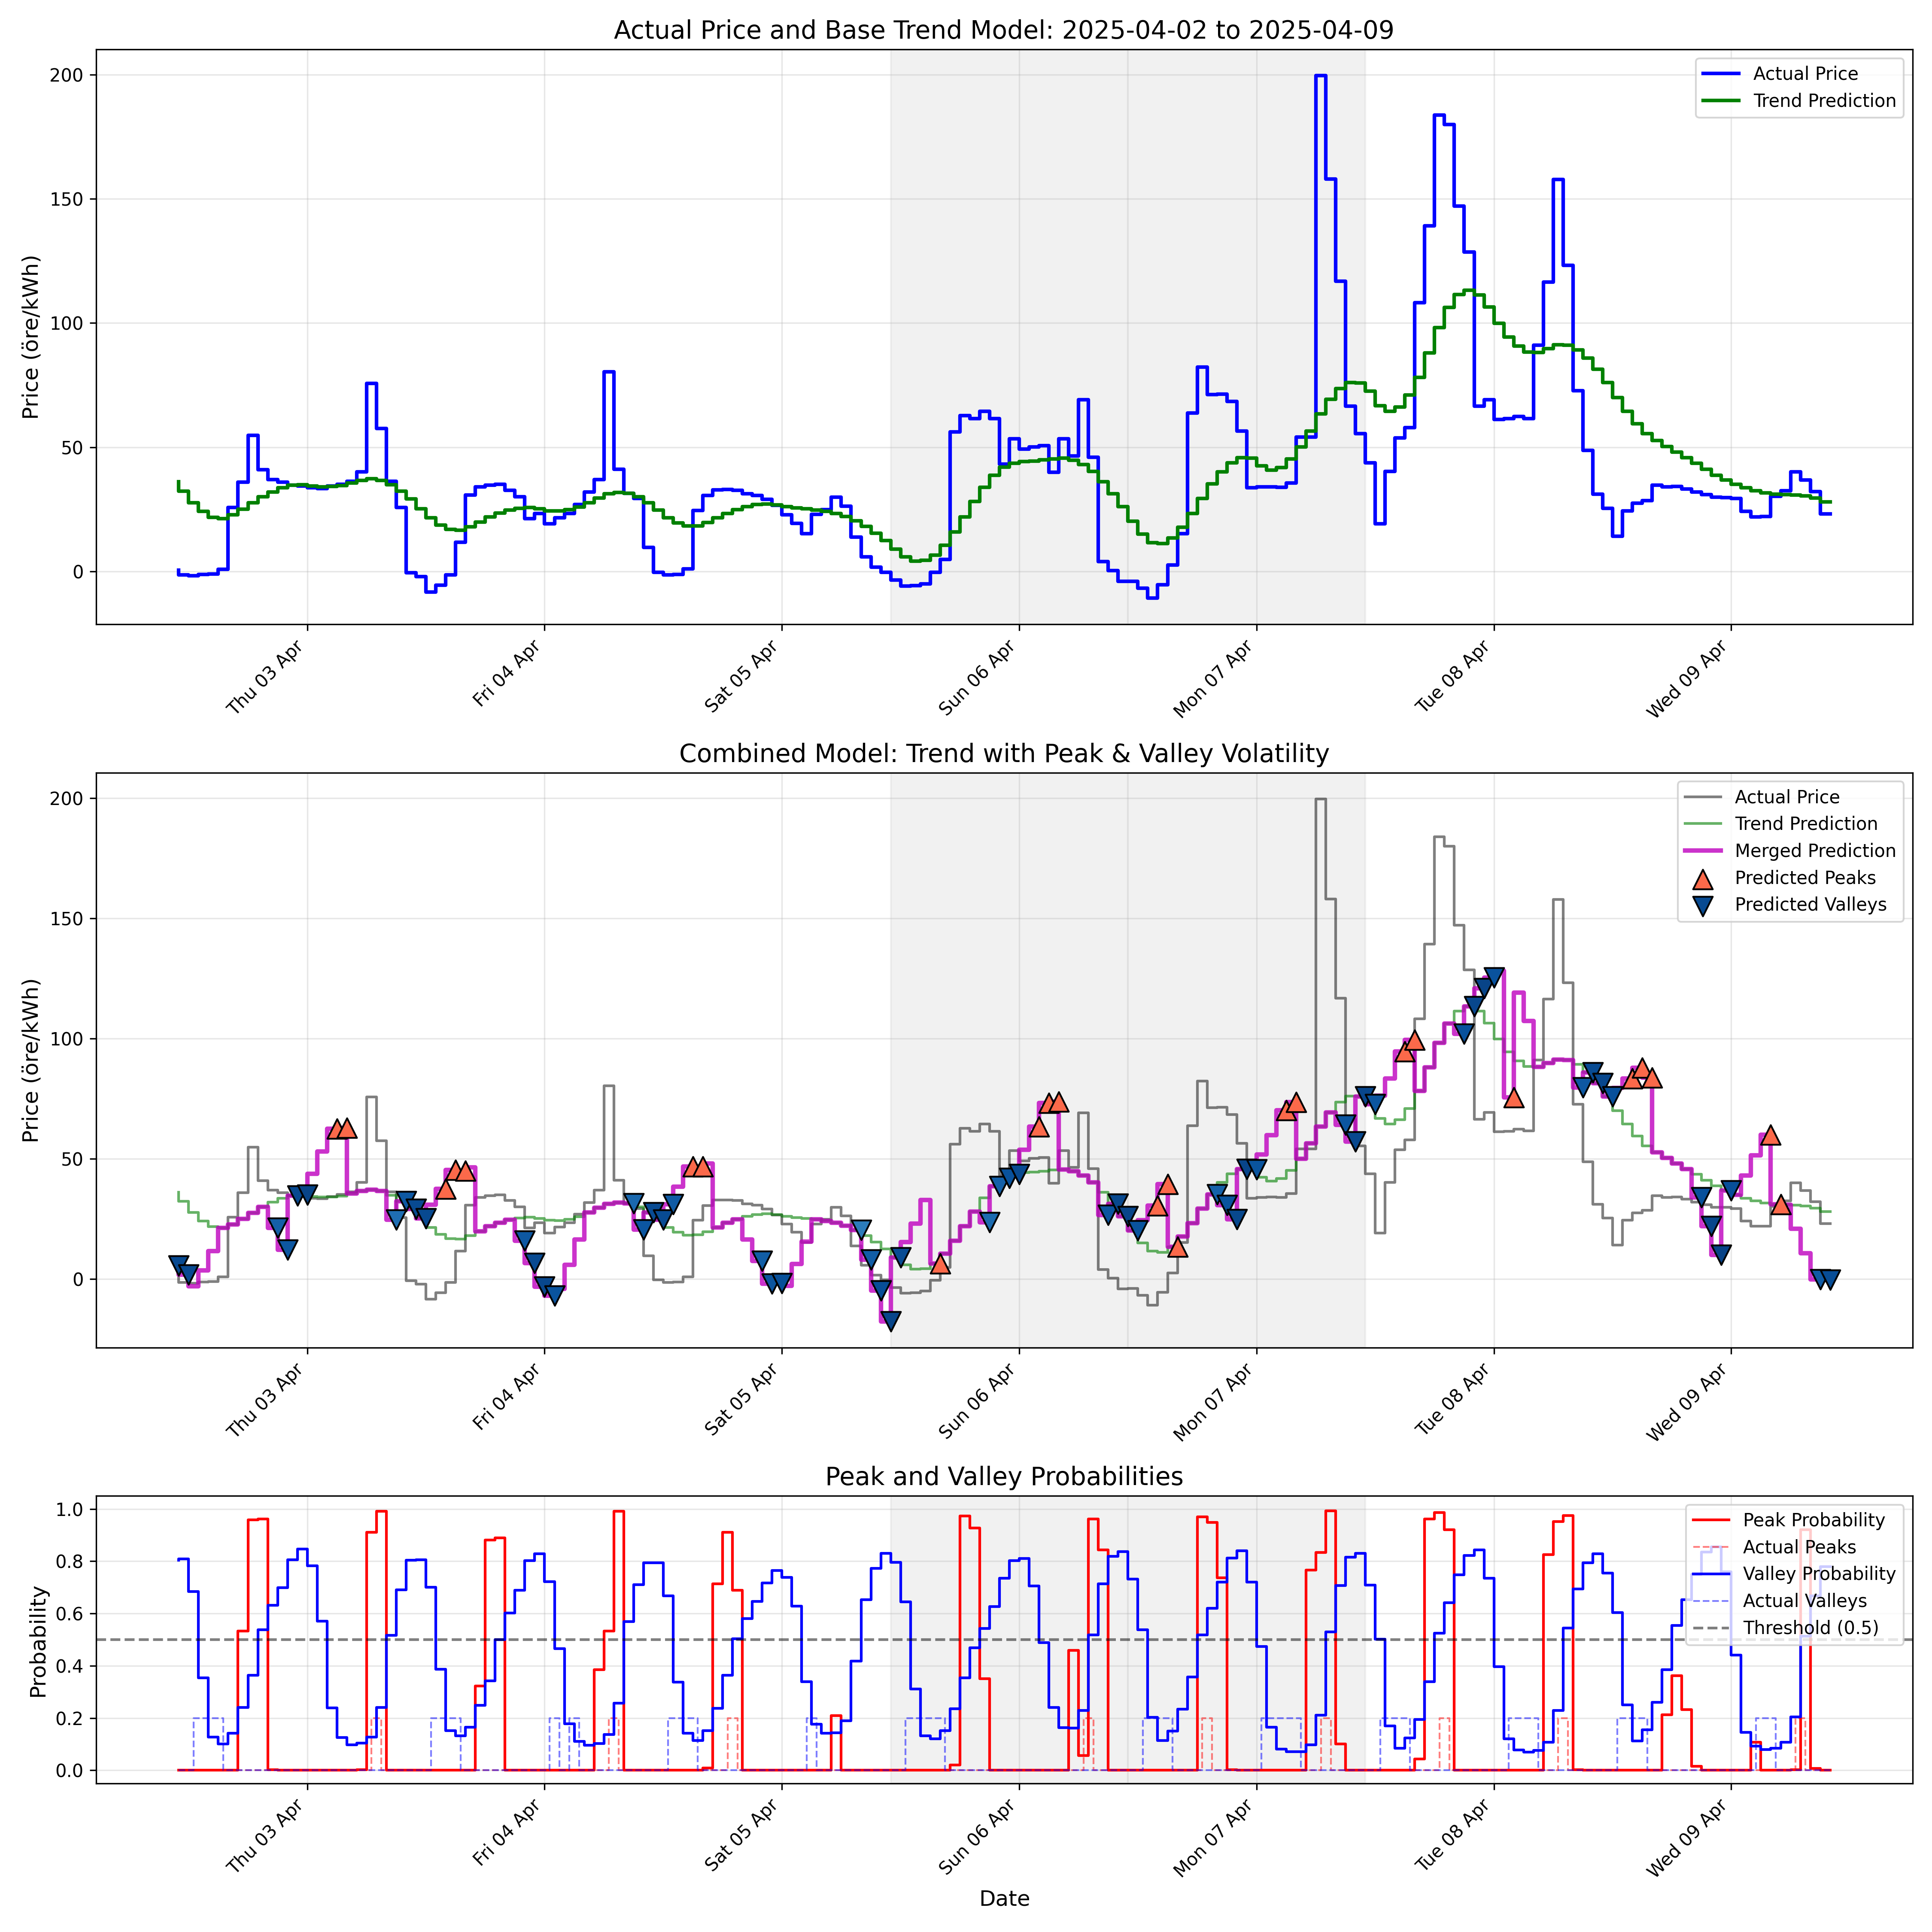 Actual Price and Base Trend Model: 2025-04-02 to 2025-04-09
Price (öre/kWh)
200
150
100
50
0
Actual Price
Trend Prediction
Thu 03 Apr
Fri 04 Apr
Sat 05 Apr
Sun 06 Apr
Mon 07 Apr
Tue 08 Apr
Wed 09 Apr
Combined Model: Trend with Peak & Valley Volatility
Price (öre/kWh)
200
150
100
50
0
Actual Price
Trend Prediction
Merged Prediction
Predicted Peaks
Predicted Valleys
Thu 03 Apr
Fri 04 Apr
Sat 05 Apr
Sun 06 Apr
Mon 07 Apr
Tue 08 Apr
Wed 09 Apr
Peak and Valley Probabilities
Probability
1.0
0.8
0.6
0.4
0.2
0.0
Peak Probability
Actual Peaks
Valley Probability
Actual Valleys
Threshold (0.5)
Thu 03 Apr
Fri 04 Apr
Sat 05 Apr
Sun 06 Apr
Mon 07 Apr
Tue 08 Apr
Wed 09 Apr
Date